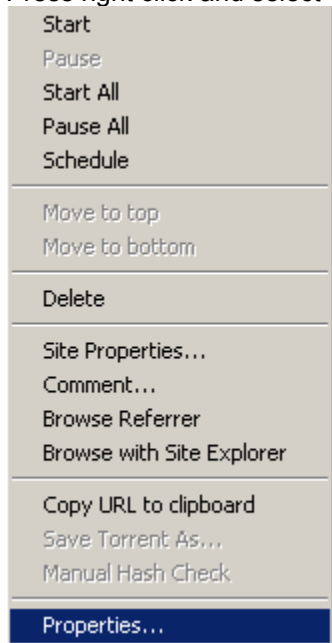 Press right click and select
Start
Pause
Start All
Pause All
Schedule
Move to top
Move to bottom
Delete
Site Properties...
Comment...
Browse Referrer
Browse with Site Explorer
Copy URL to clipboard
Save Torrent As...
Manual Hash Check
Properties...